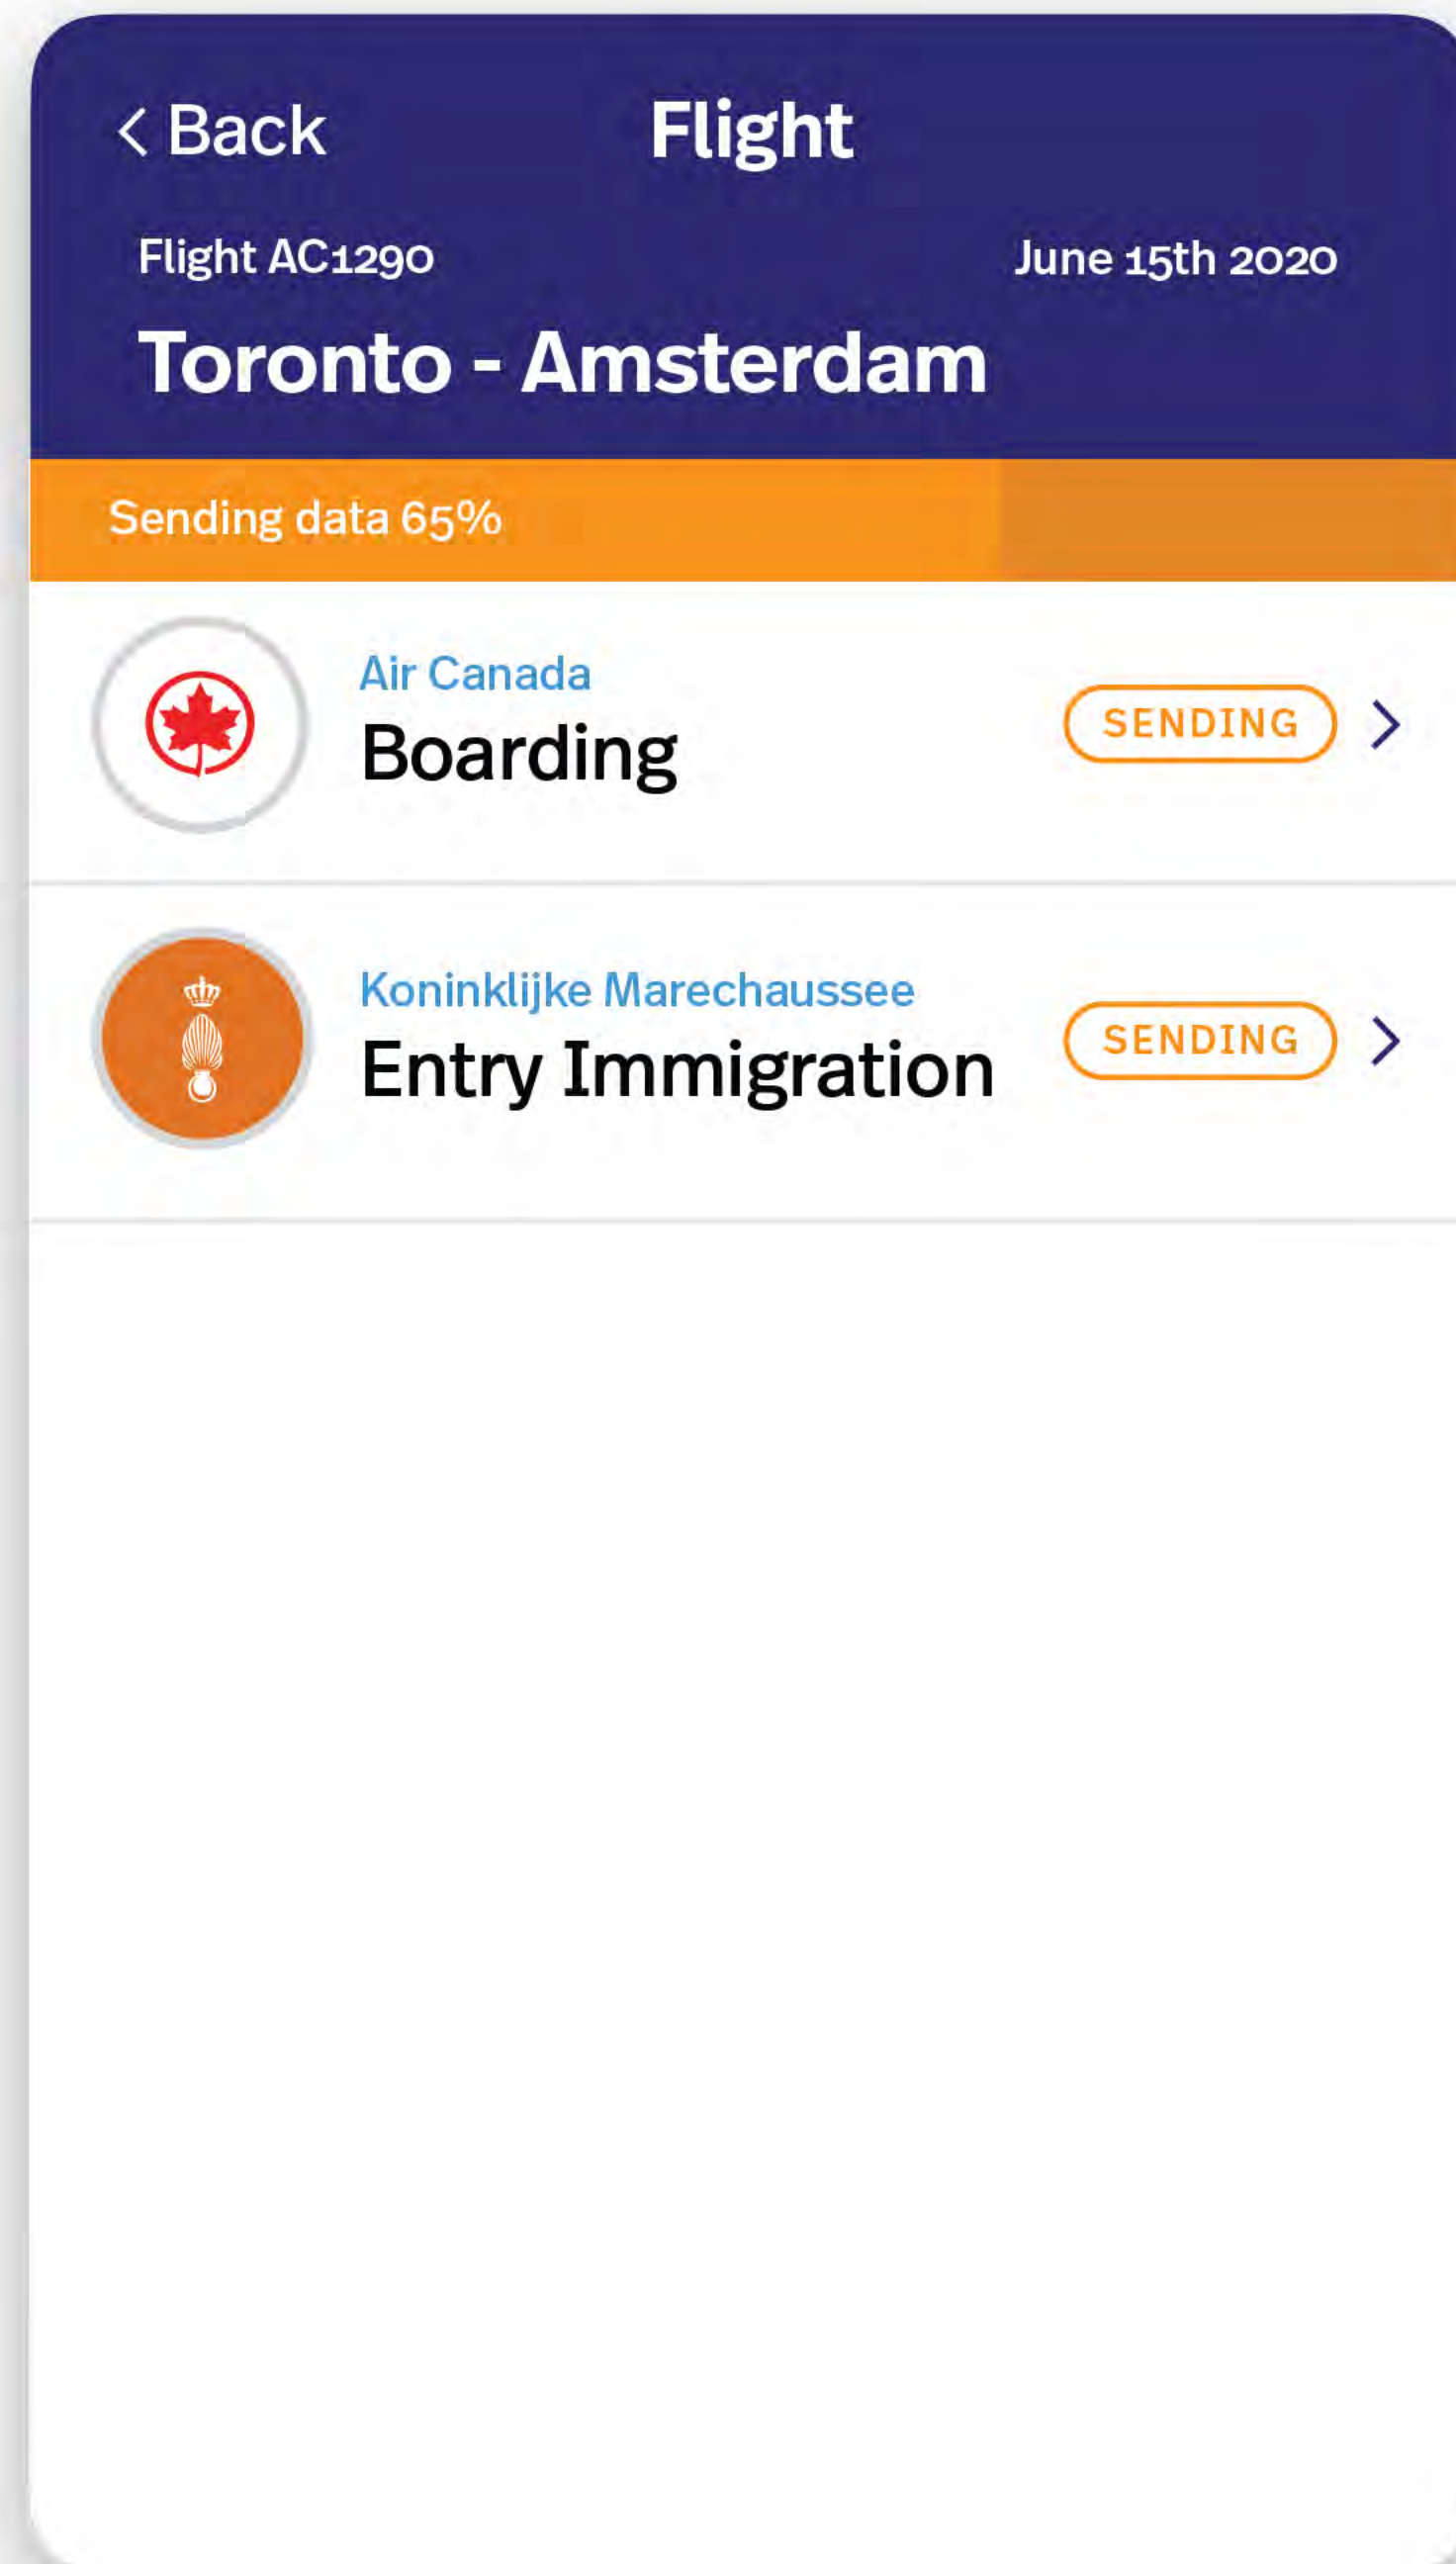 Back
Flight
Flight AC1290
June 15th 2020
Toronto - Amsterdam
Sending data 65%
Air Canada
Boarding
SENDING
Koninklijke Marechaussee
Entry Immigration
SENDING